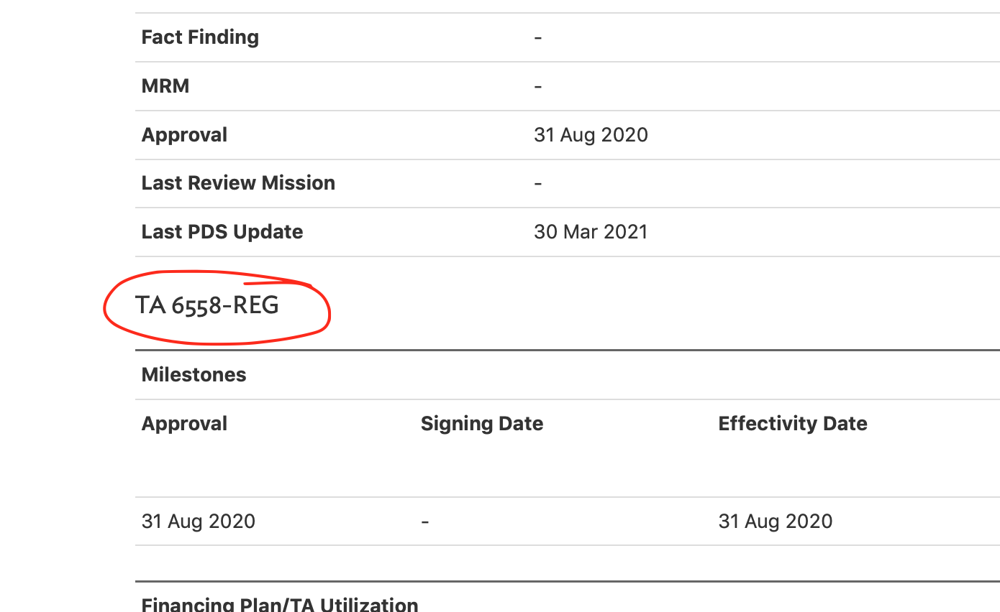 Fact Finding -
MRM -
Approval 31 Aug 2020
Last Review Mission -
Last PDS Update 30 Mar 2021
TA 6558-REG
Milestones
Approval Signing Date Effectivity Date
31 Aug 2020 - 31 Aug 2020
Financing Plan/TA Utilization